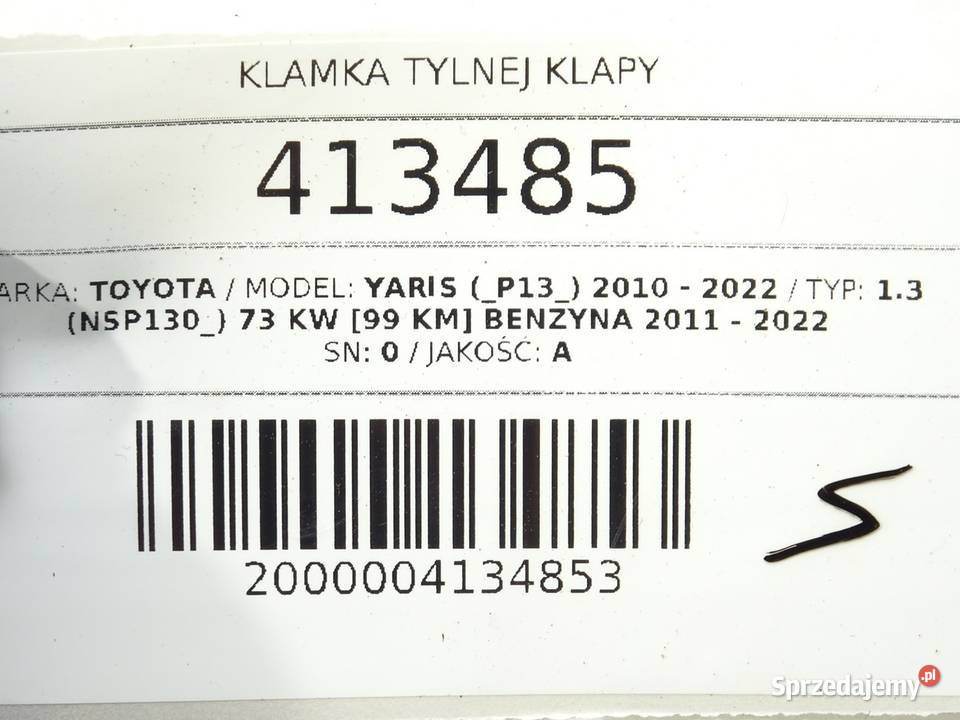 KLAMKA TYLNEJ KLAPY
413485
ARKA: TOYOTA / MODEL: YARIS (_P13_) 2010 - 2022 / TYP: 1.3
(NSP130_) 73 KW [99 KM] BENZYNA 2011 - 2022
SN: 0 / JAKOŚĆ: A
2000004134853
S
Sprzedajemy.pl